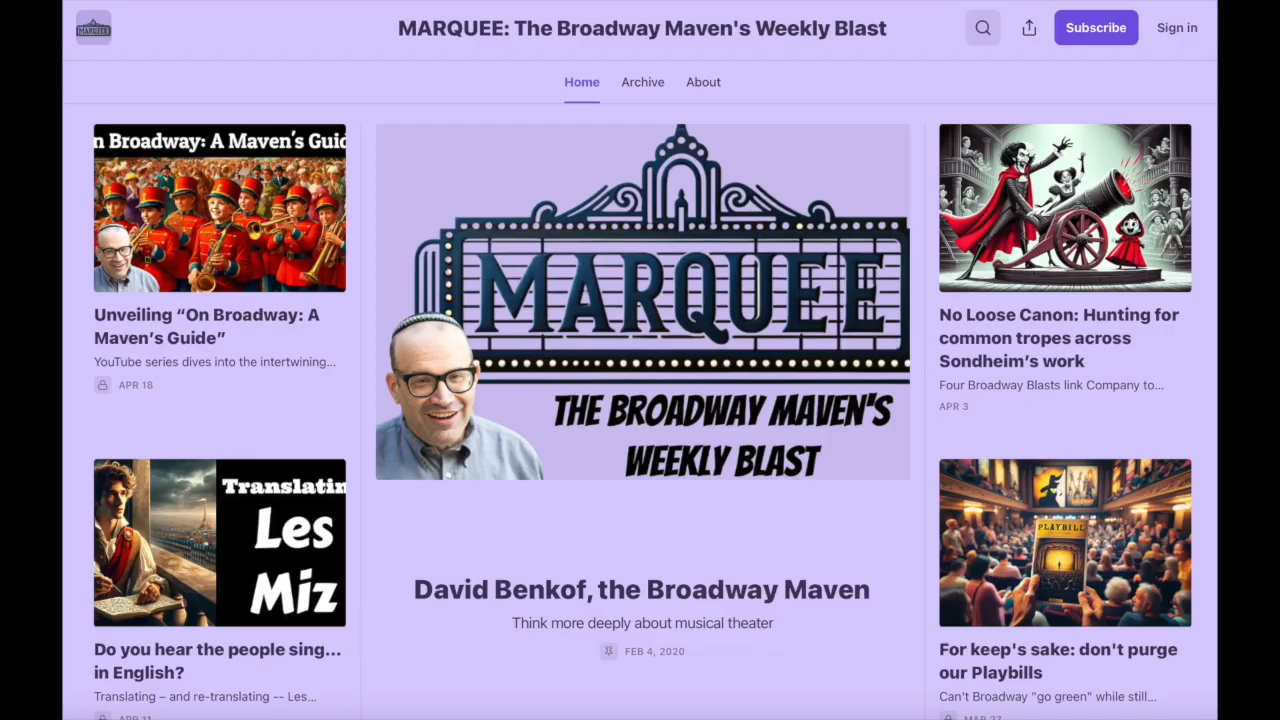 MARQUEE
MARQUEE: The Broadway Maven's Weekly Blast
Subscribe
Sign in
Home
Archive
About
n Broadway: A Maven's Guid
Unveiling “On Broadway: A
Maven’s Guide”
YouTube series dives into the intertwining...
APR 18
Translatin
Les
Miz
Do you hear the people sing...
in English?
Translating – and re-translating -- Les...
APR 11
MARQUEE
THE BROADWAY MAVEN'S
WEEKLY BLAST
David Benkof, the Broadway Maven
Think more deeply about musical theater
FEB 4, 2020
No Loose Canon: Hunting for
common tropes across
Sondheim’s work
Four Broadway Blasts link Company to...
APR 3
PLAYBILL
For keep's sake: don't purge
our Playbills
Can't Broadway "go green" while still...
MAR 27